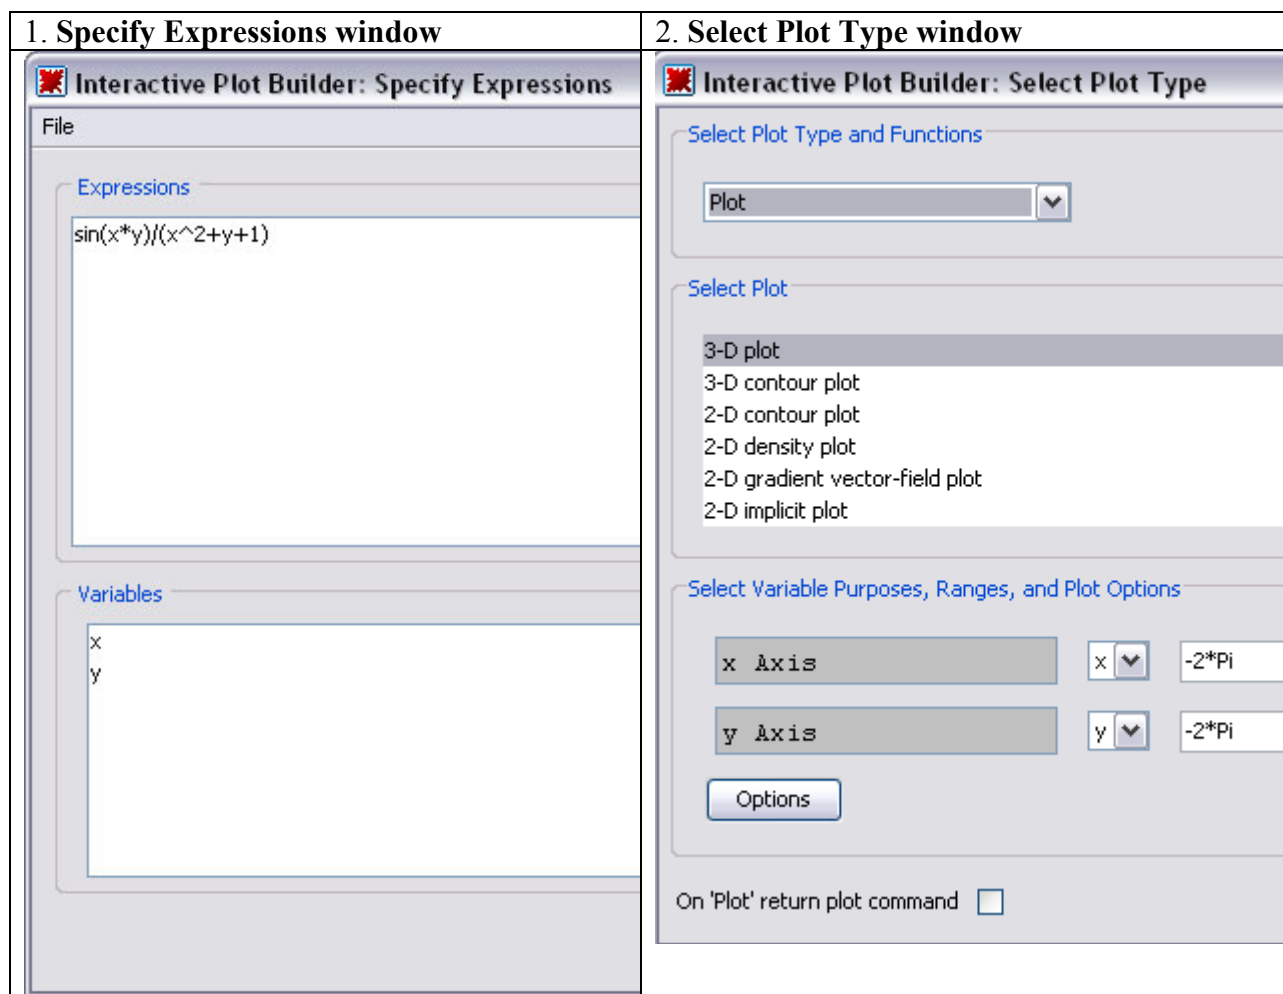 1. Specify Expressions window
Interactive Plot Builder: Specify Expressions
File
Expressions
sin(x*y)/(x^2+y+1)
Variables
x
y
2. Select Plot Type window
Interactive Plot Builder: Select Plot Type
Select Plot Type and Functions
Plot
Select Plot
3-D plot
3-D contour plot
2-D contour plot
2-D density plot
2-D gradient vector-field plot
2-D implicit plot
Select Variable Purposes, Ranges, and Plot Options
x Axis x -2*Pi
y Axis y -2*Pi
Options
On 'Plot' return plot command